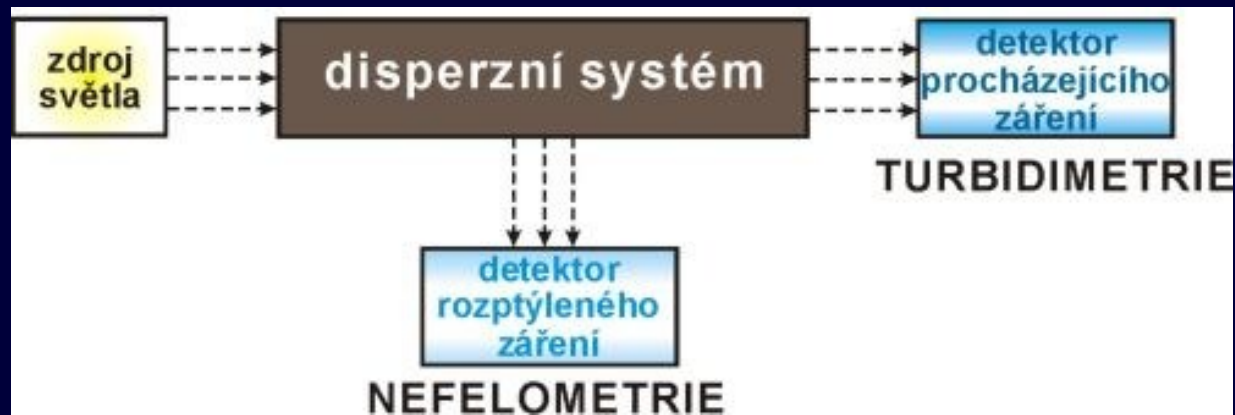 zdroj
světla
disperzní systém
detektor
procházejícího
záření
TURBIDIMETRIE
detektor
rozptýleného
záření
NEFELOMETRIE